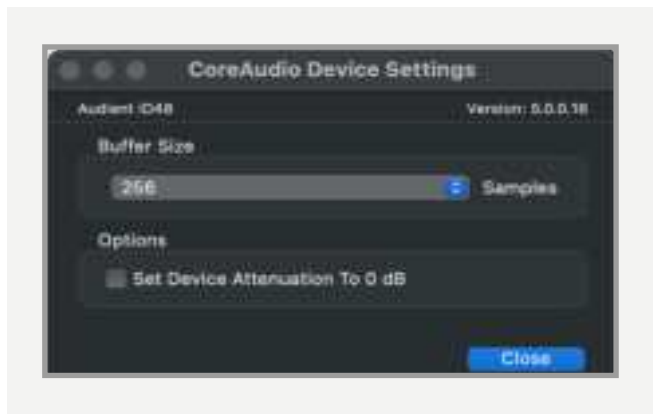 CoreAudio Device Settings
Audient iD48 Version: 5.0.0.18
Buffer Size
256 Samples
Options
Set Device Attenuation To 0 dB
Close